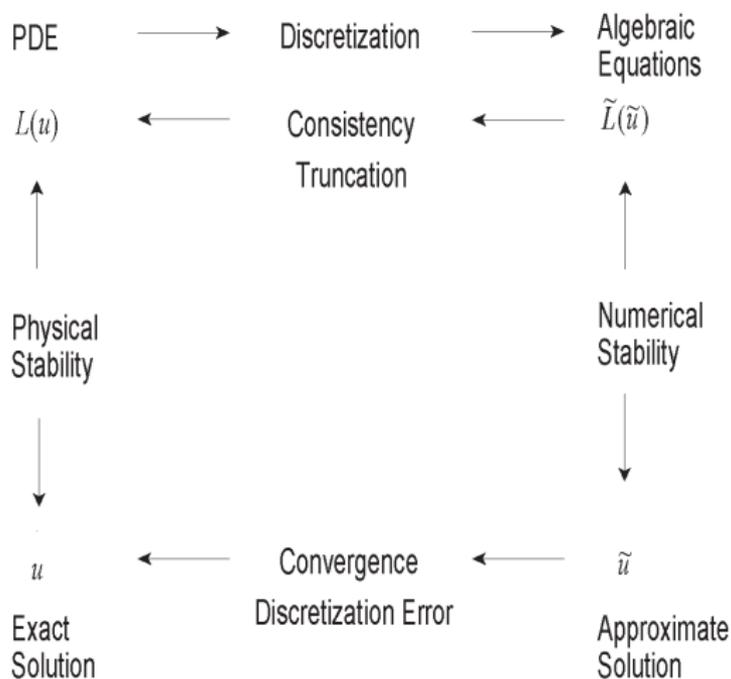 PDE
Discretization
Algebraic
Equations
L(u)
Consistency
Truncation
L̃(ũ)
Physical
Stability
Numerical
Stability
u
Convergence
Discretization Error
ũ
Exact
Solution
Approximate
Solution